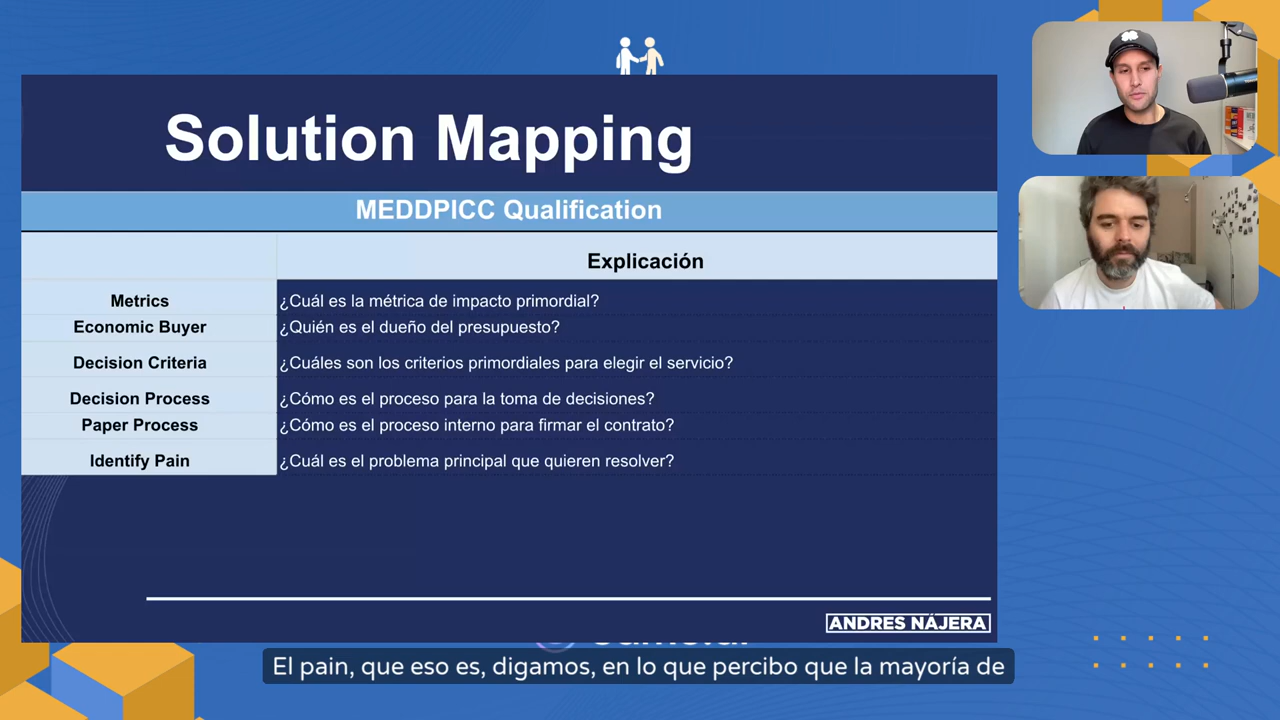 Solution Mapping
MEDDPICC Qualification
Explicación
Metrics ¿Cuál es la métrica de impacto primordial?
Economic Buyer ¿Quién es el dueño del presupuesto?
Decision Criteria ¿Cuáles son los criterios primordiales para elegir el servicio?
Decision Process ¿Cómo es el proceso para la toma de decisiones?
Paper Process ¿Cómo es el proceso interno para firmar el contrato?
Identify Pain ¿Cuál es el problema principal que quieren resolver?
ANDRES NÁJERA
El pain, que eso es, digamos, en lo que percibo que la mayoría de